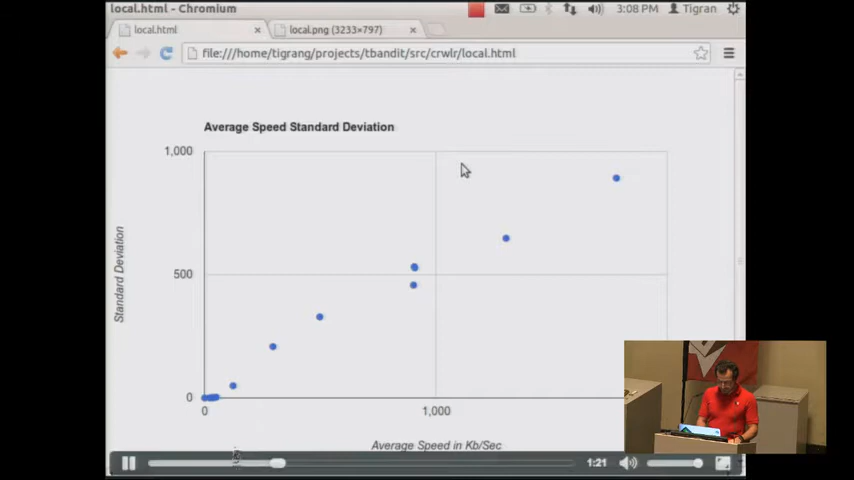 local.html - Chromium
3:08 PM
Tigran
local.html
local.png (3233×797)
file:///home/tigrang/projects/tbandit/src/crwlr/local.html
Average Speed Standard Deviation
1,000
500
0
Standard Deviation
0
1,000
Average Speed in Kb/Sec
1:21